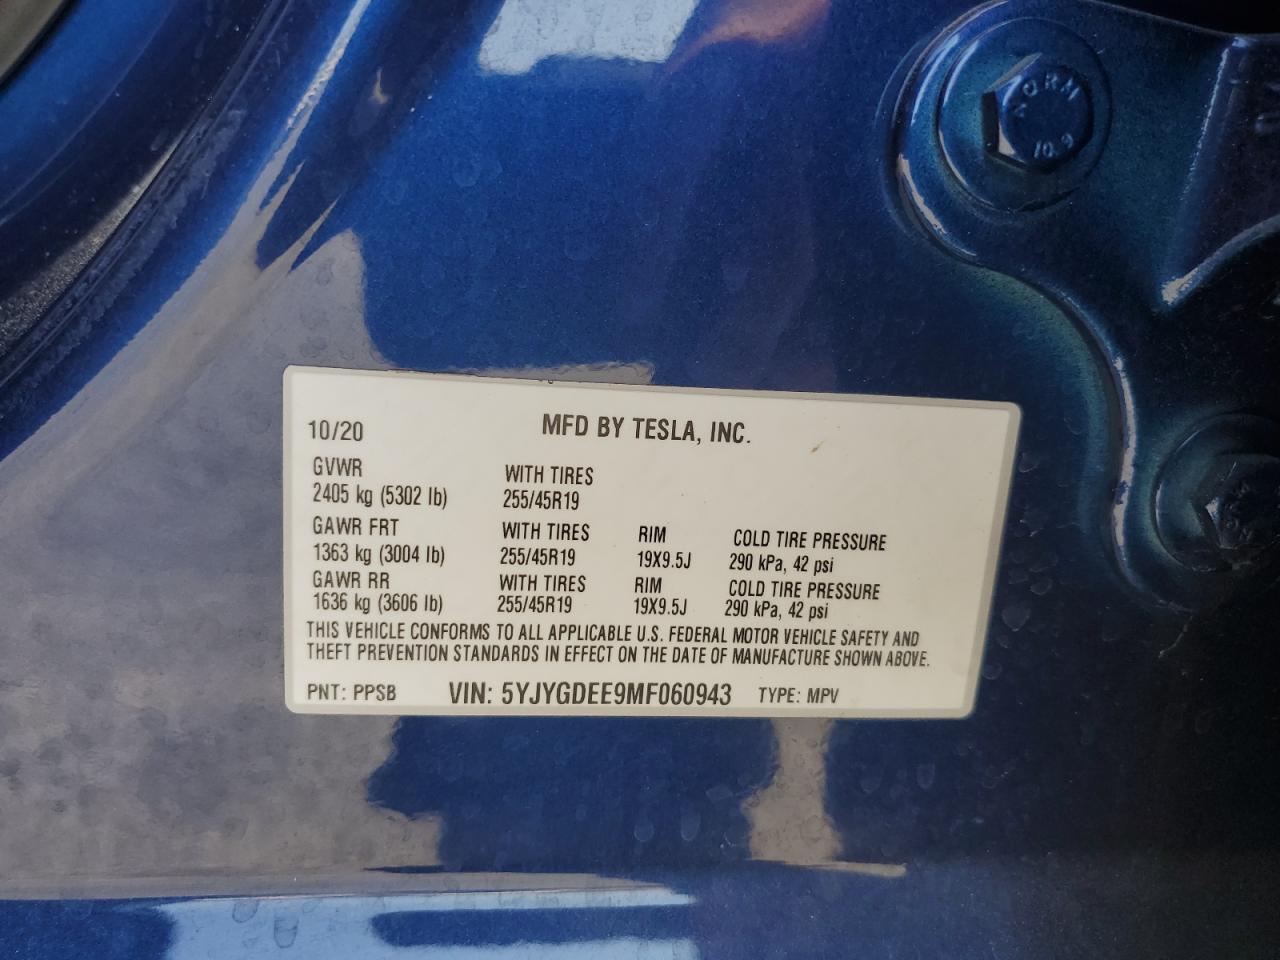 NORM
10.9
10/20 MFD BY TESLA, INC.
GVWR WITH TIRES
2405 kg (5302 lb) 255/45R19
GAWR FRT WITH TIRES RIM COLD TIRE PRESSURE
1363 kg (3004 lb) 255/45R19 19X9.5J 290 kPa, 42 psi
GAWR RR WITH TIRES RIM COLD TIRE PRESSURE
1636 kg (3606 lb) 255/45R19 19X9.5J 290 kPa, 42 psi
THIS VEHICLE CONFORMS TO ALL APPLICABLE U.S. FEDERAL MOTOR VEHICLE SAFETY AND
THEFT PREVENTION STANDARDS IN EFFECT ON THE DATE OF MANUFACTURE SHOWN ABOVE.
PNT: PPSB VIN: 5YJYGDEE9MF060943 TYPE: MPV